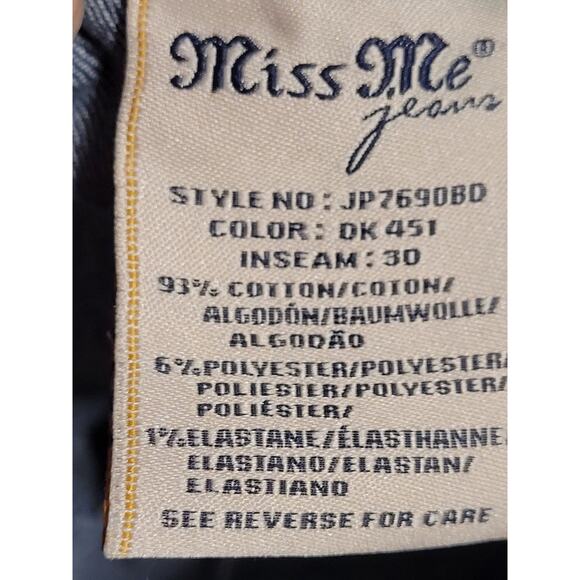 Miss Me®
jeans
STYLE NO : JP7690BD
COLOR : DK 451
INSEAM : 30
93% COTTON/COTON/
ALGODÓN/BAUMWOLLE/
ALGODÃO
6%POLYESTER/POLYESTER/
POLIESTER/POLYESTER/
POLIÉSTER/
1%ELASTANE/ÉLASTHANNE/
ELASTANO/ELASTAN/
ELASTIANO
SEE REVERSE FOR CARE